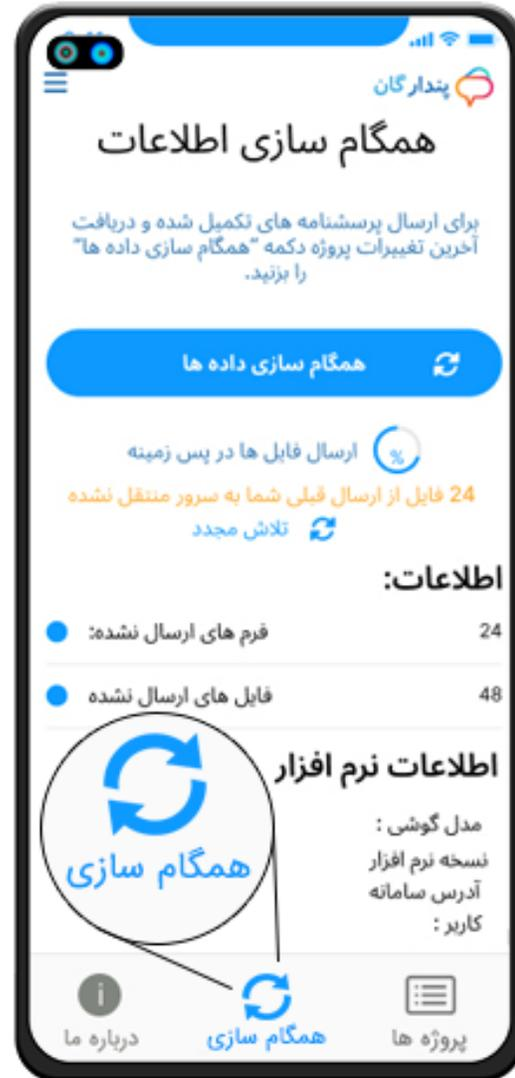 پندارگان
همگام سازی اطلاعات
برای ارسال پرسشنامه های تکمیل شده و دریافت
آخرین تغییرات پروژه دکمه "همگام سازی داده ها"
را بزنید.
همگام سازی داده ها
% ارسال فایل ها در پس زمینه
24 فایل از ارسال قبلی شما به سرور منتقل نشده
تلاش مجدد
اطلاعات:
24 فرم های ارسال نشده:
48 فایل های ارسال نشده
اطلاعات نرم افزار
همگام سازی
مدل گوشی :
نسخه نرم افزار
آدرس سامانه
کاربر :
پروژه ها همگام سازی درباره ما